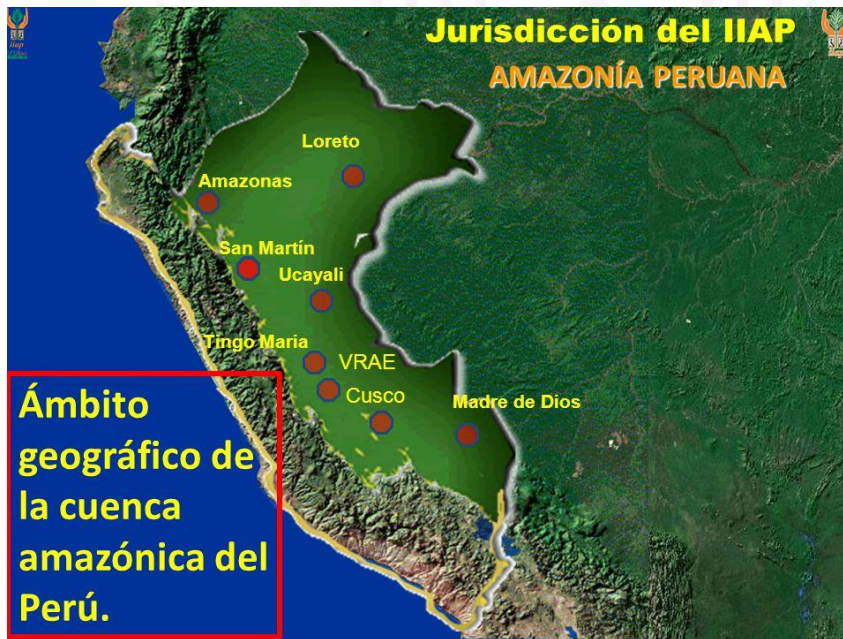 Jurisdicción del IIAP
AMAZONÍA PERUANA
iiap
Loreto
Amazonas
San Martín
Ucayali
Tingo Maria
VRAE
Cusco
Madre de Dios
Ámbito
geográfico de
la cuenca
amazónica del
Perú.